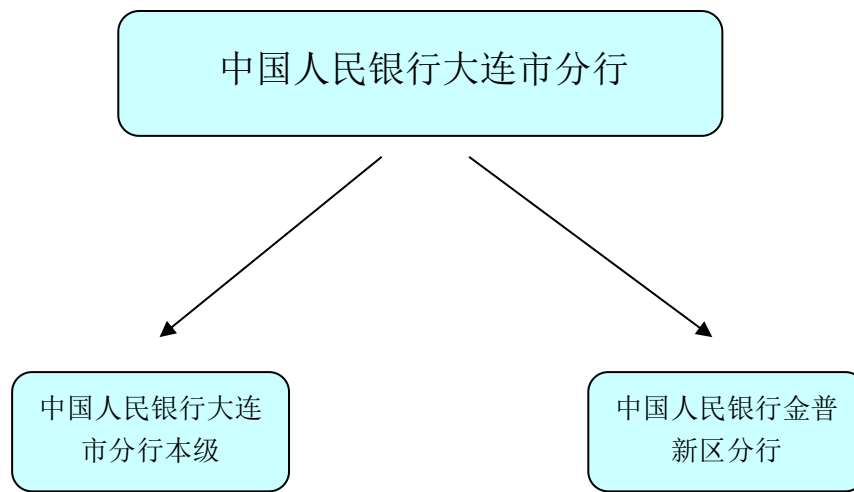 中国人民银行大连市分行
中国人民银行大连
市分行本级
中国人民银行金普
新区分行